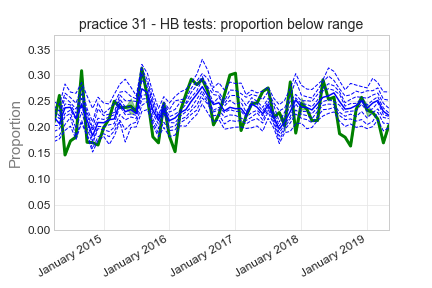 practice 31 - HB tests: proportion below range
0.35
0.30
0.25
0.20
0.15
0.10
0.05
0.00
Proportion
January 2015
January 2016
January 2017
January 2018
January 2019